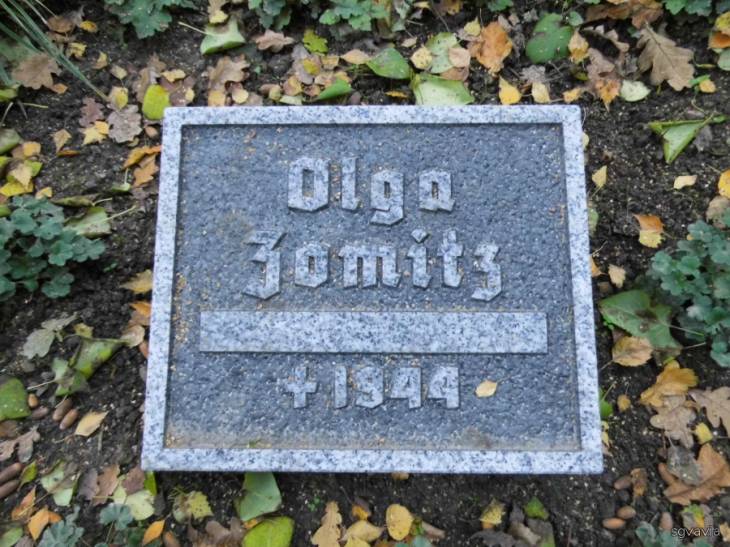 Olga
Zomitz
+ 1944
sgvavia